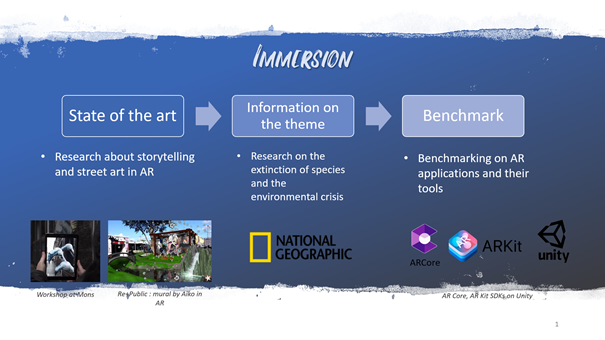 IMMERSION
State of the art
Information on
the theme
Benchmark
• Research about storytelling
and street art in AR
• Research on the
extinction of species
and the
environmental crisis
• Benchmarking on AR
applications and their
tools
NATIONAL
GEOGRAPHIC
ARCore
ARKit
unity
Workshop at Mons
Re+Public : mural by Aiko in
AR
AR Core, AR Kit SDKs on Unity
1